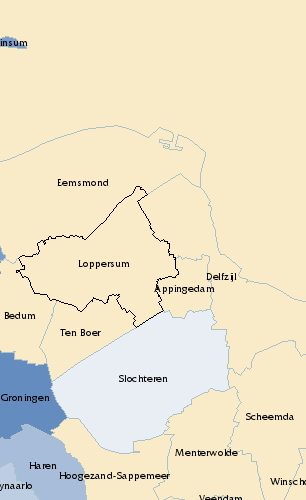 insum
Eemsmond
Loppersum
Delfzijl
Appingedam
Bedum
Ten Boer
Slochteren
Groningen
Scheemda
Menterwolde
Haren
Hoogezand-Sappemeer
Winscho
ynaarlo
Veendam